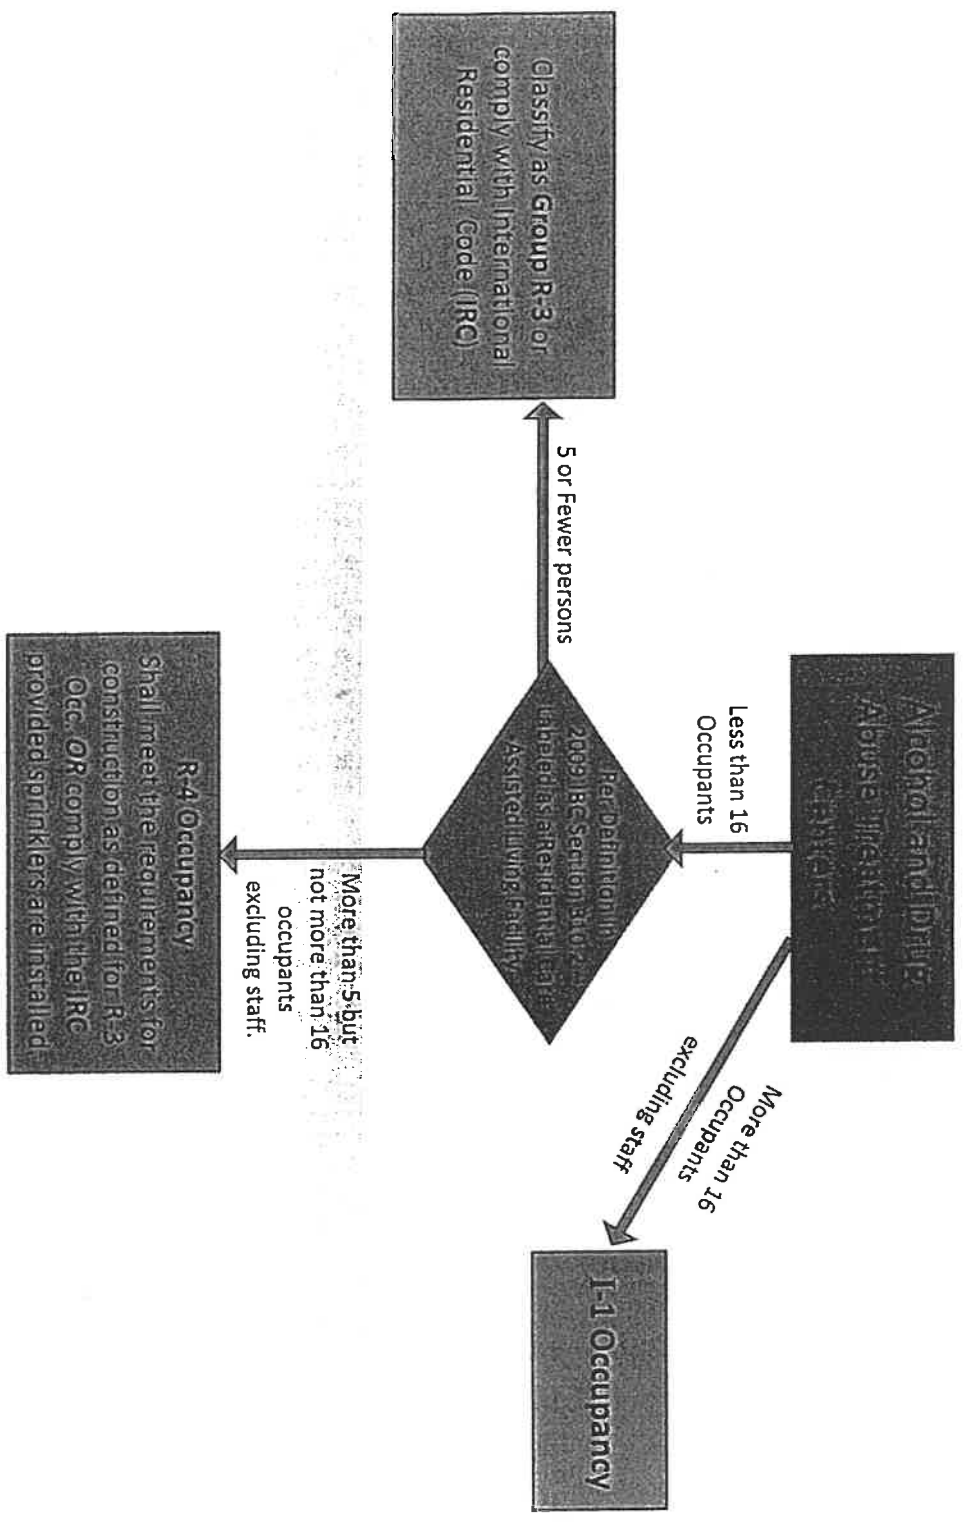 Alcohol and Drug
Abuse Treatment
Centers
Less than 16
Occupants
More than 16
Occupants
excluding staff
Per Definition in
2009 IBC Section 310.2
Labeled as a Residential Care
Assisted Living Facility
5 or Fewer persons
Classify as Group R-3 or
comply with International
Residential Code (IRC)
I-1 Occupancy
More than 5 but
not more than 16
occupants
excluding staff.
R-4 Occupancy
Shall meet the requirements for
construction as defined for R-3
Occ. OR comply with the IRC
provided sprinklers are installed